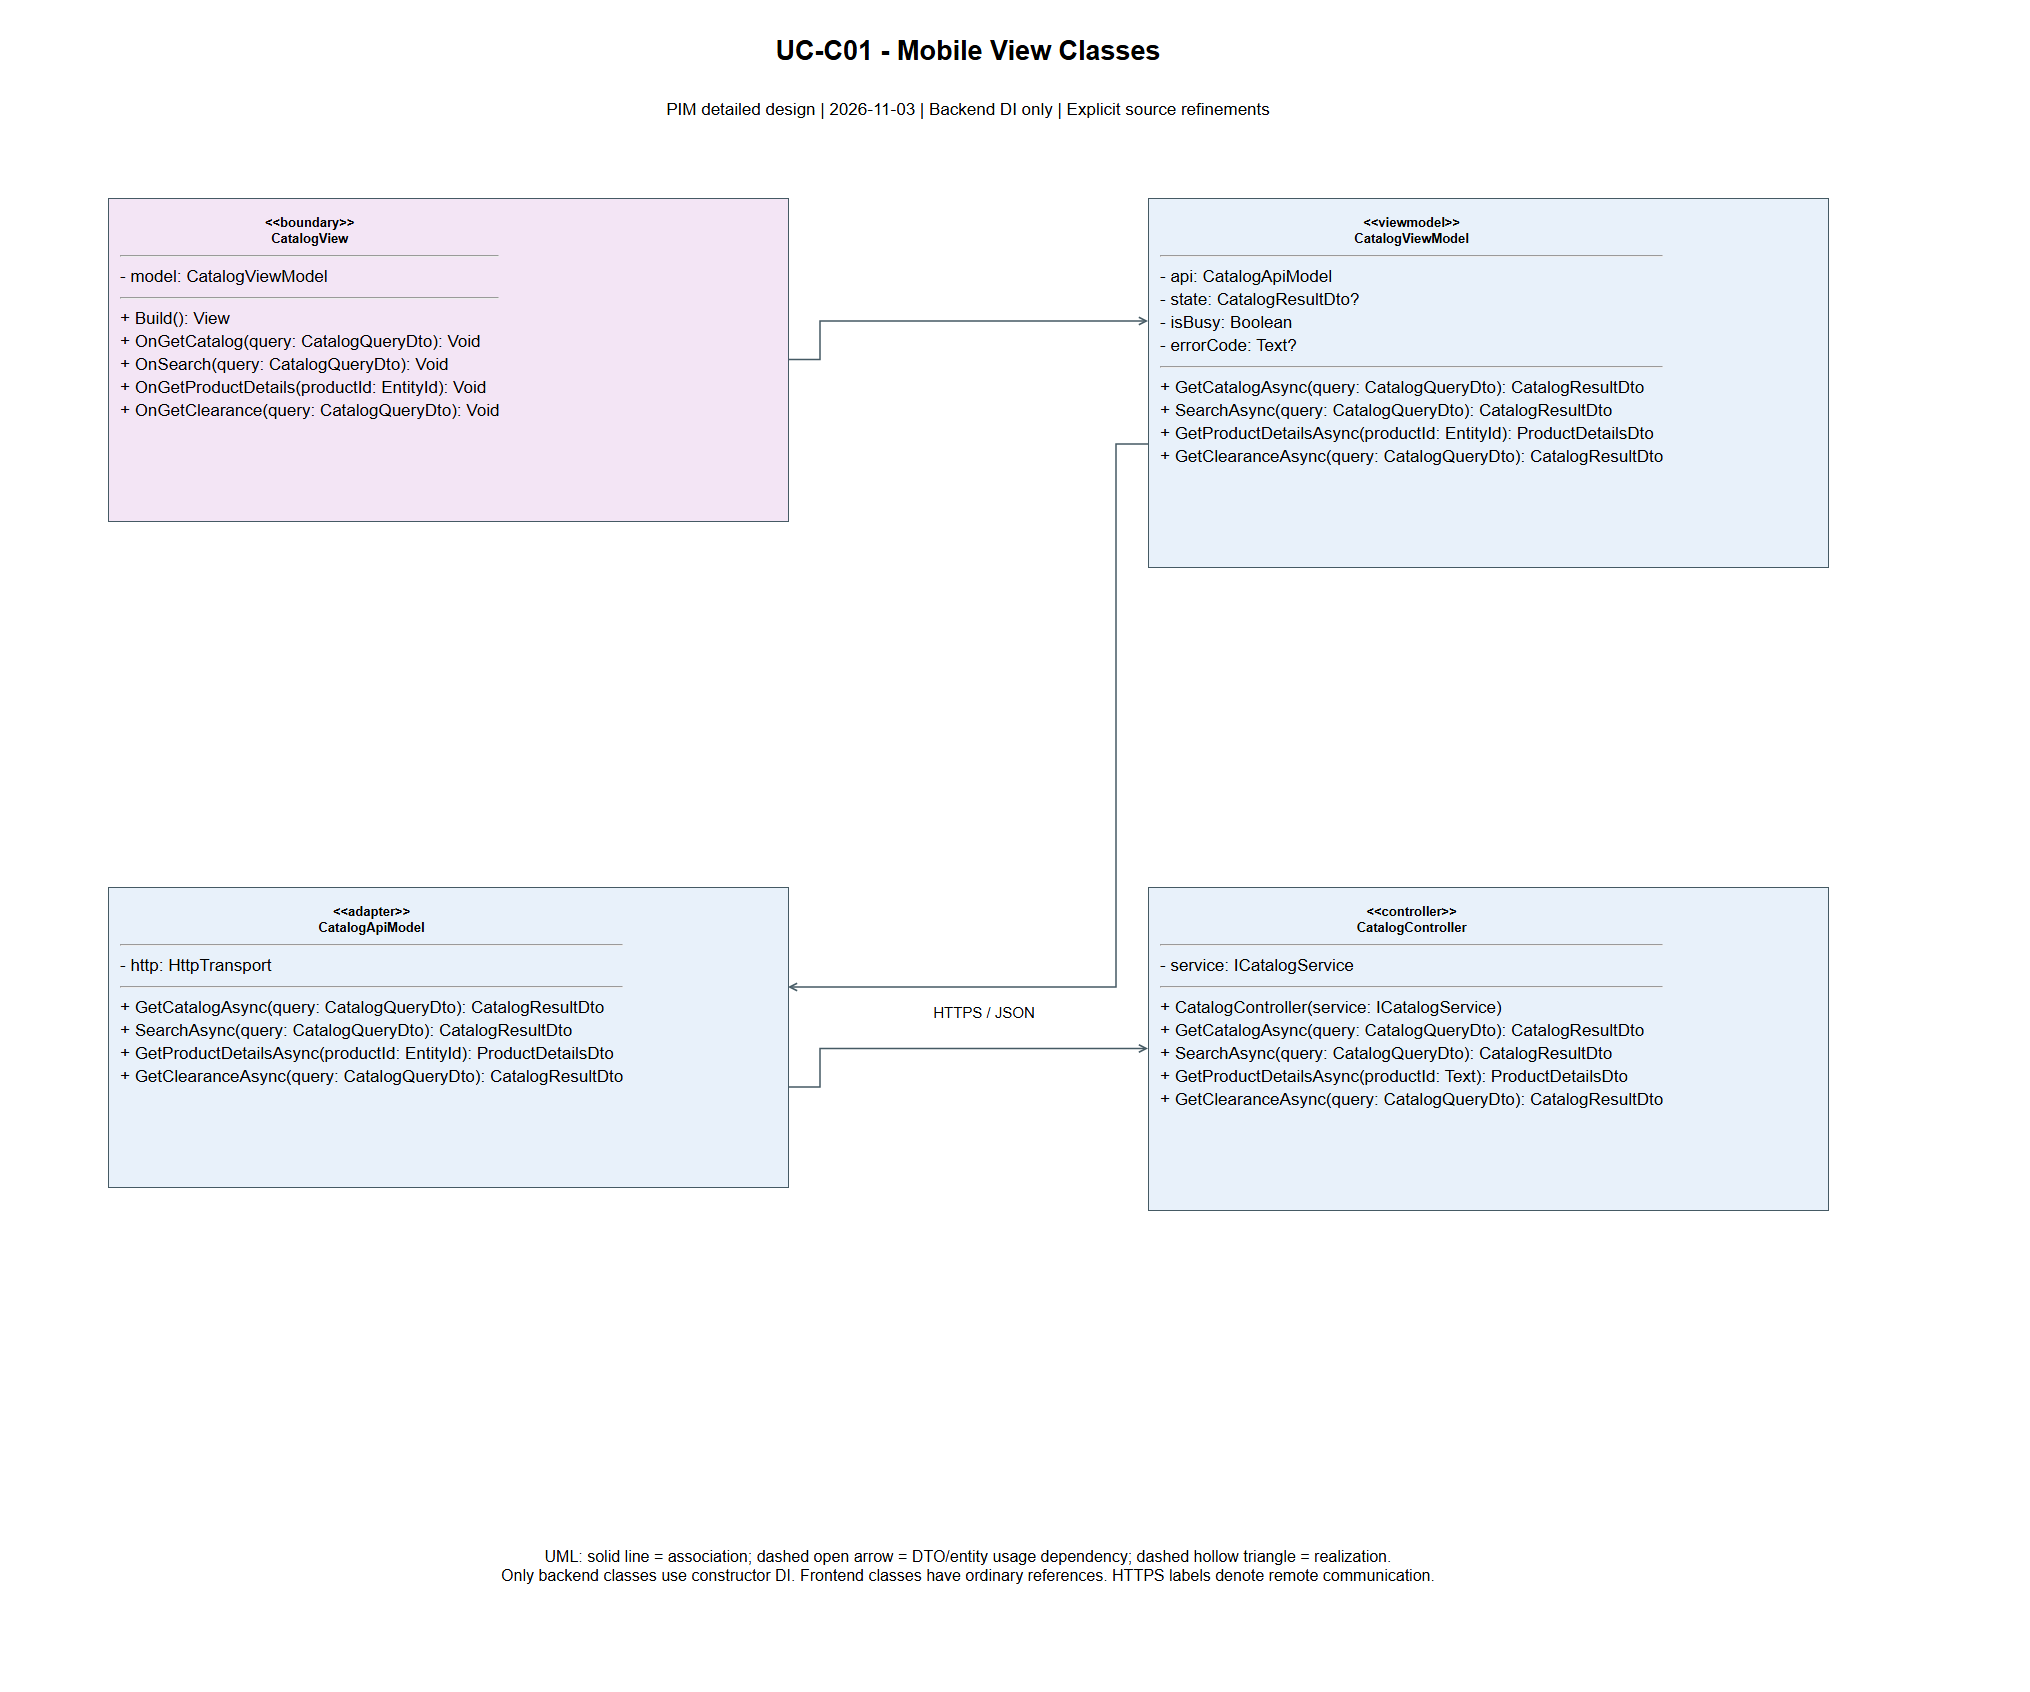 UC-C01 - Mobile View Classes
PIM detailed design | 2026-11-03 | Backend DI only | Explicit source refinements
<<boundary>>
CatalogView
- model: CatalogViewModel
+ Build(): View
+ OnGetCatalog(query: CatalogQueryDto): Void
+ OnSearch(query: CatalogQueryDto): Void
+ OnGetProductDetails(productId: EntityId): Void
+ OnGetClearance(query: CatalogQueryDto): Void
<<viewmodel>>
CatalogViewModel
- api: CatalogApiModel
- state: CatalogResultDto?
- isBusy: Boolean
- errorCode: Text?
+ GetCatalogAsync(query: CatalogQueryDto): CatalogResultDto
+ SearchAsync(query: CatalogQueryDto): CatalogResultDto
+ GetProductDetailsAsync(productId: EntityId): ProductDetailsDto
+ GetClearanceAsync(query: CatalogQueryDto): CatalogResultDto
<<adapter>>
CatalogApiModel
- http: HttpTransport
+ GetCatalogAsync(query: CatalogQueryDto): CatalogResultDto
+ SearchAsync(query: CatalogQueryDto): CatalogResultDto
+ GetProductDetailsAsync(productId: EntityId): ProductDetailsDto
+ GetClearanceAsync(query: CatalogQueryDto): CatalogResultDto
HTTPS / JSON
<<controller>>
CatalogController
- service: ICatalogService
+ CatalogController(service: ICatalogService)
+ GetCatalogAsync(query: CatalogQueryDto): CatalogResultDto
+ SearchAsync(query: CatalogQueryDto): CatalogResultDto
+ GetProductDetailsAsync(productId: Text): ProductDetailsDto
+ GetClearanceAsync(query: CatalogQueryDto): CatalogResultDto
UML: solid line = association; dashed open arrow = DTO/entity usage dependency; dashed hollow triangle = realization.
Only backend classes use constructor DI. Frontend classes have ordinary references. HTTPS labels denote remote communication.